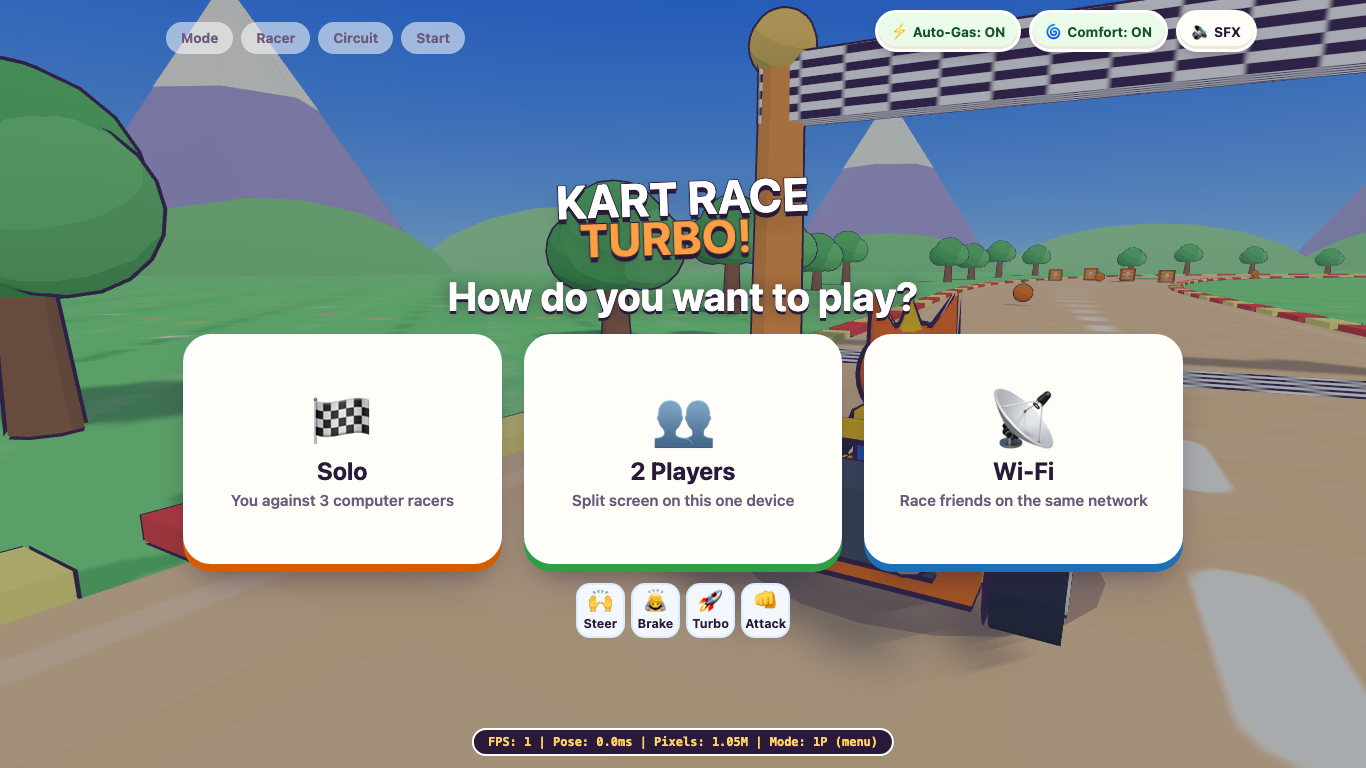 Mode Racer Circuit Start
Auto-Gas: ON Comfort: ON SFX
KART RACE
TURBO!
How do you want to play?
Solo
You against 3 computer racers
2 Players
Split screen on this one device
Wi-Fi
Race friends on the same network
Steer Brake Turbo Attack
FPS: 1 | Pose: 0.0ms | Pixels: 1.05M | Mode: 1P (menu)